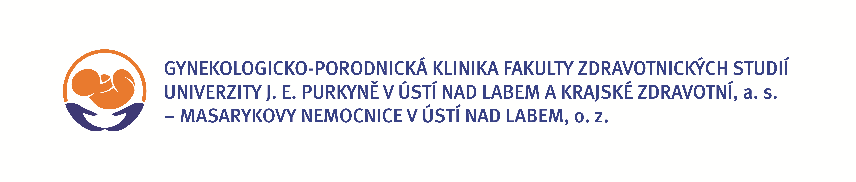 GYNEKOLOGICKO-PORODNICKÁ KLINIKA FAKULTY ZDRAVOTNICKÝCH STUDIÍ
UNIVERZITY J. E. PURKYNĚ V ÚSTÍ NAD LABEM A KRAJSKÉ ZDRAVOTNÍ, a. s.
– MASARYKOVY NEMOCNICE V ÚSTÍ NAD LABEM, o. z.